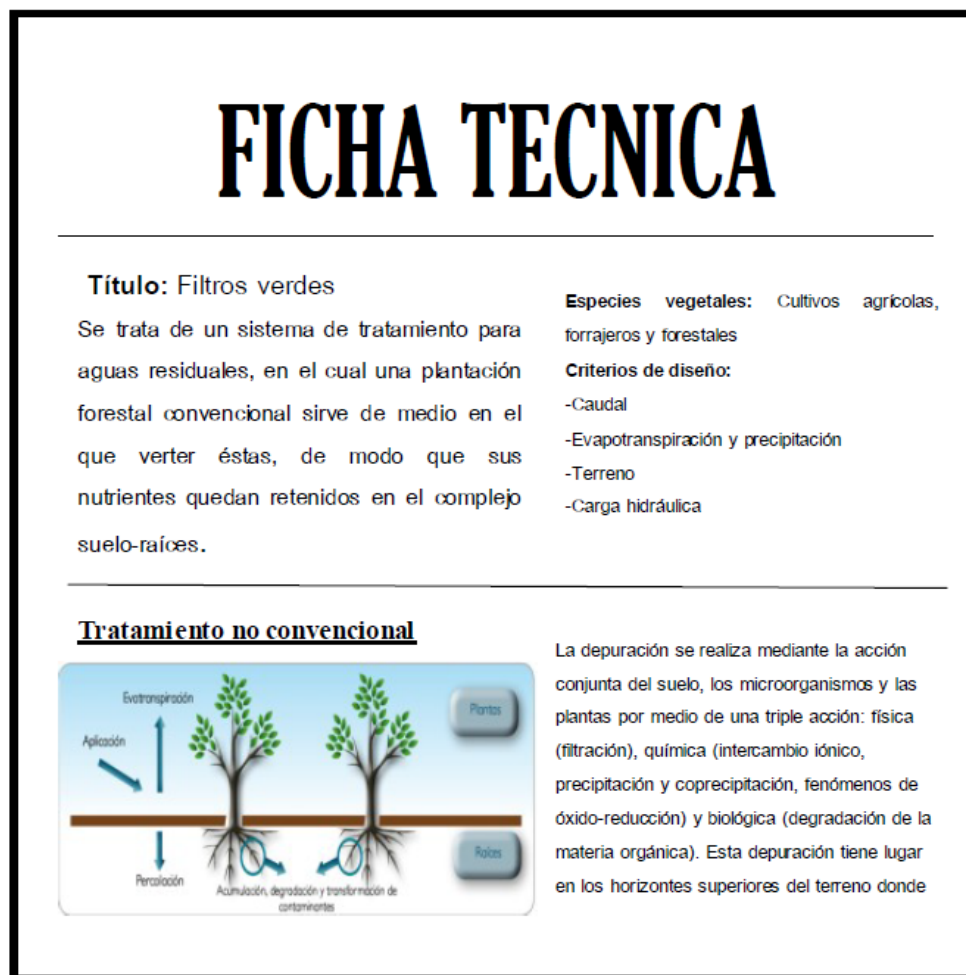 FICHA TECNICA
Título: Filtros verdes
Se trata de un sistema de tratamiento para
aguas residuales, en el cual una plantación
forestal convencional sirve de medio en el
que verter éstas, de modo que sus
nutrientes quedan retenidos en el complejo
suelo-raíces.
Especies vegetales: Cultivos agrícolas,
forrajeros y forestales
Criterios de diseño:
-Caudal
-Evapotranspiración y precipitación
-Terreno
-Carga hidráulica
Tratamiento no convencional
Evotranspiración
Aplicación
Plantas
Percolación
Raíces
Acumulación, degradación y transformación de
contaminantes
La depuración se realiza mediante la acción
conjunta del suelo, los microorganismos y las
plantas por medio de una triple acción: física
(filtración), química (intercambio iónico,
precipitación y coprecipitación, fenómenos de
óxido-reducción) y biológica (degradación de la
materia orgánica). Esta depuración tiene lugar
en los horizontes superiores del terreno donde